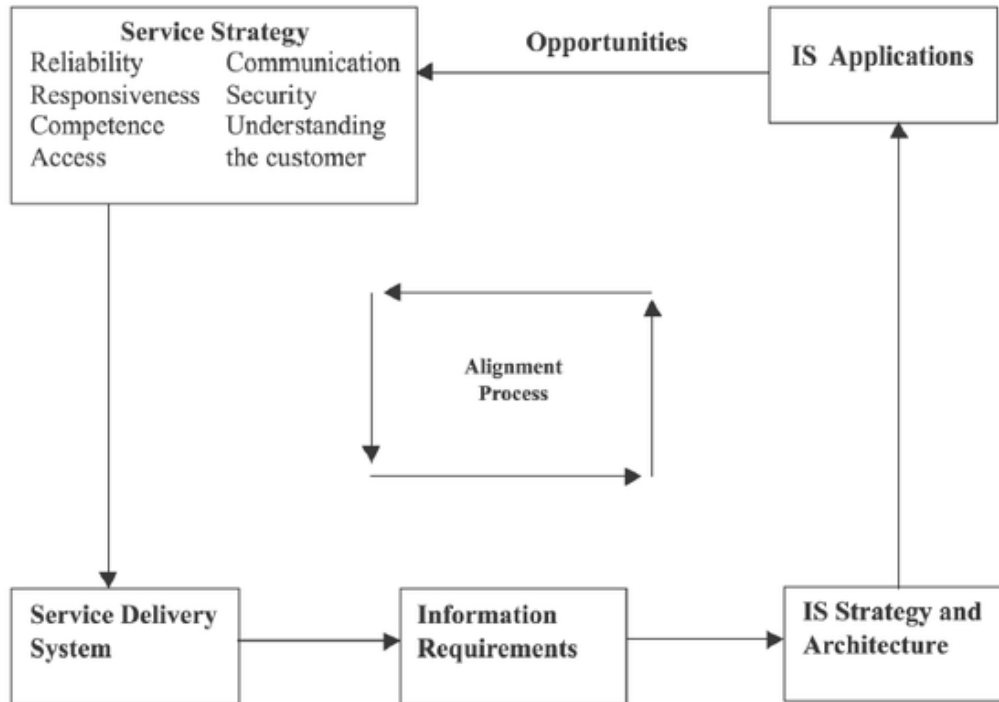 Service Strategy
Reliability Communication
Responsiveness Security
Competence Understanding
Access the customer
Opportunities
IS Applications
Alignment
Process
Service Delivery
System
Information
Requirements
IS Strategy and
Architecture